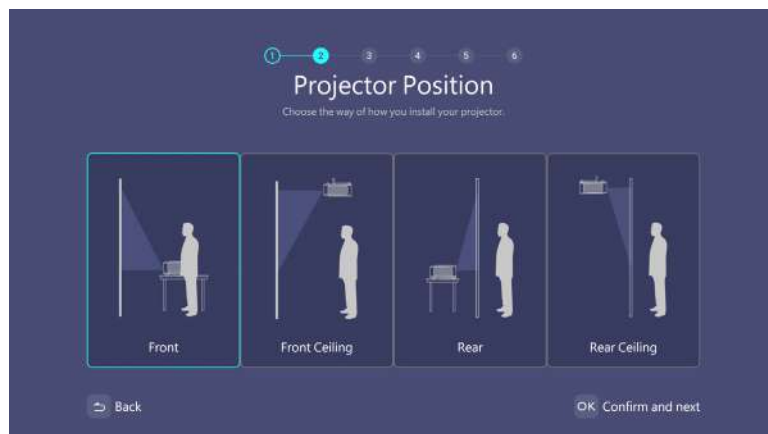 1 2 3 4 5 6
Projector Position
Choose the way of how you install your projector.
Front
Front Ceiling
Rear
Rear Ceiling
Back
OK Confirm and next